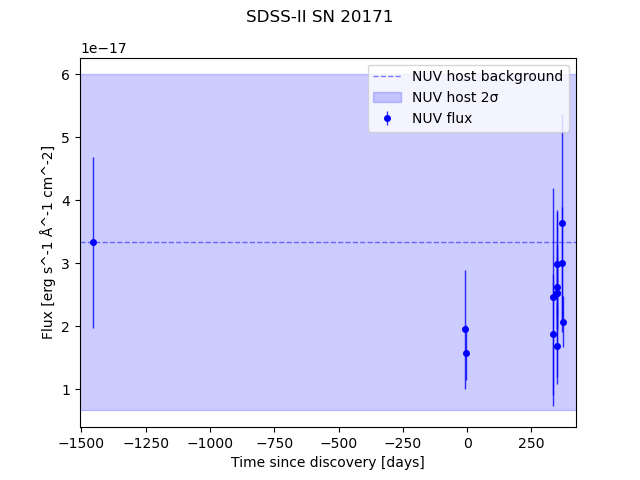 SDSS-II SN 20171
1e−17
NUV host background
NUV host 2σ
NUV flux
6
5
4
3
2
1
Flux [erg s^-1 Å^-1 cm^-2]
−1500 −1250 −1000 −750 −500 −250 0 250
Time since discovery [days]